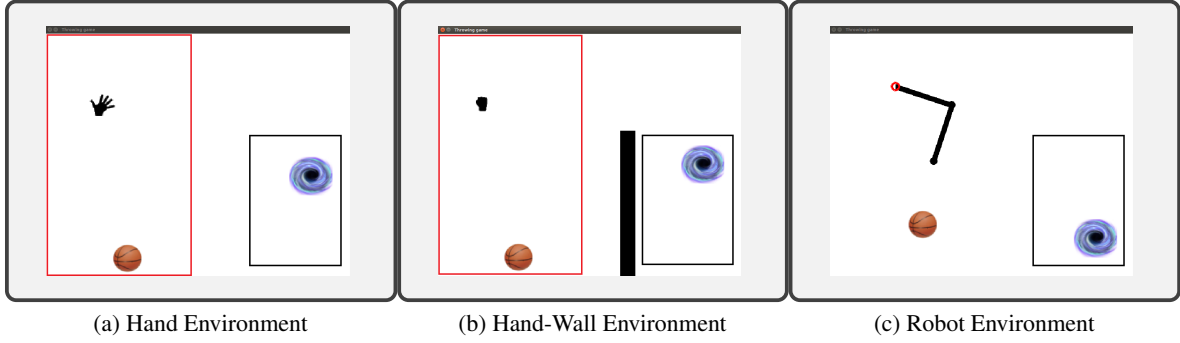 Throwing game
Throwing game
Throwing game
(a) Hand Environment
(b) Hand-Wall Environment
(c) Robot Environment